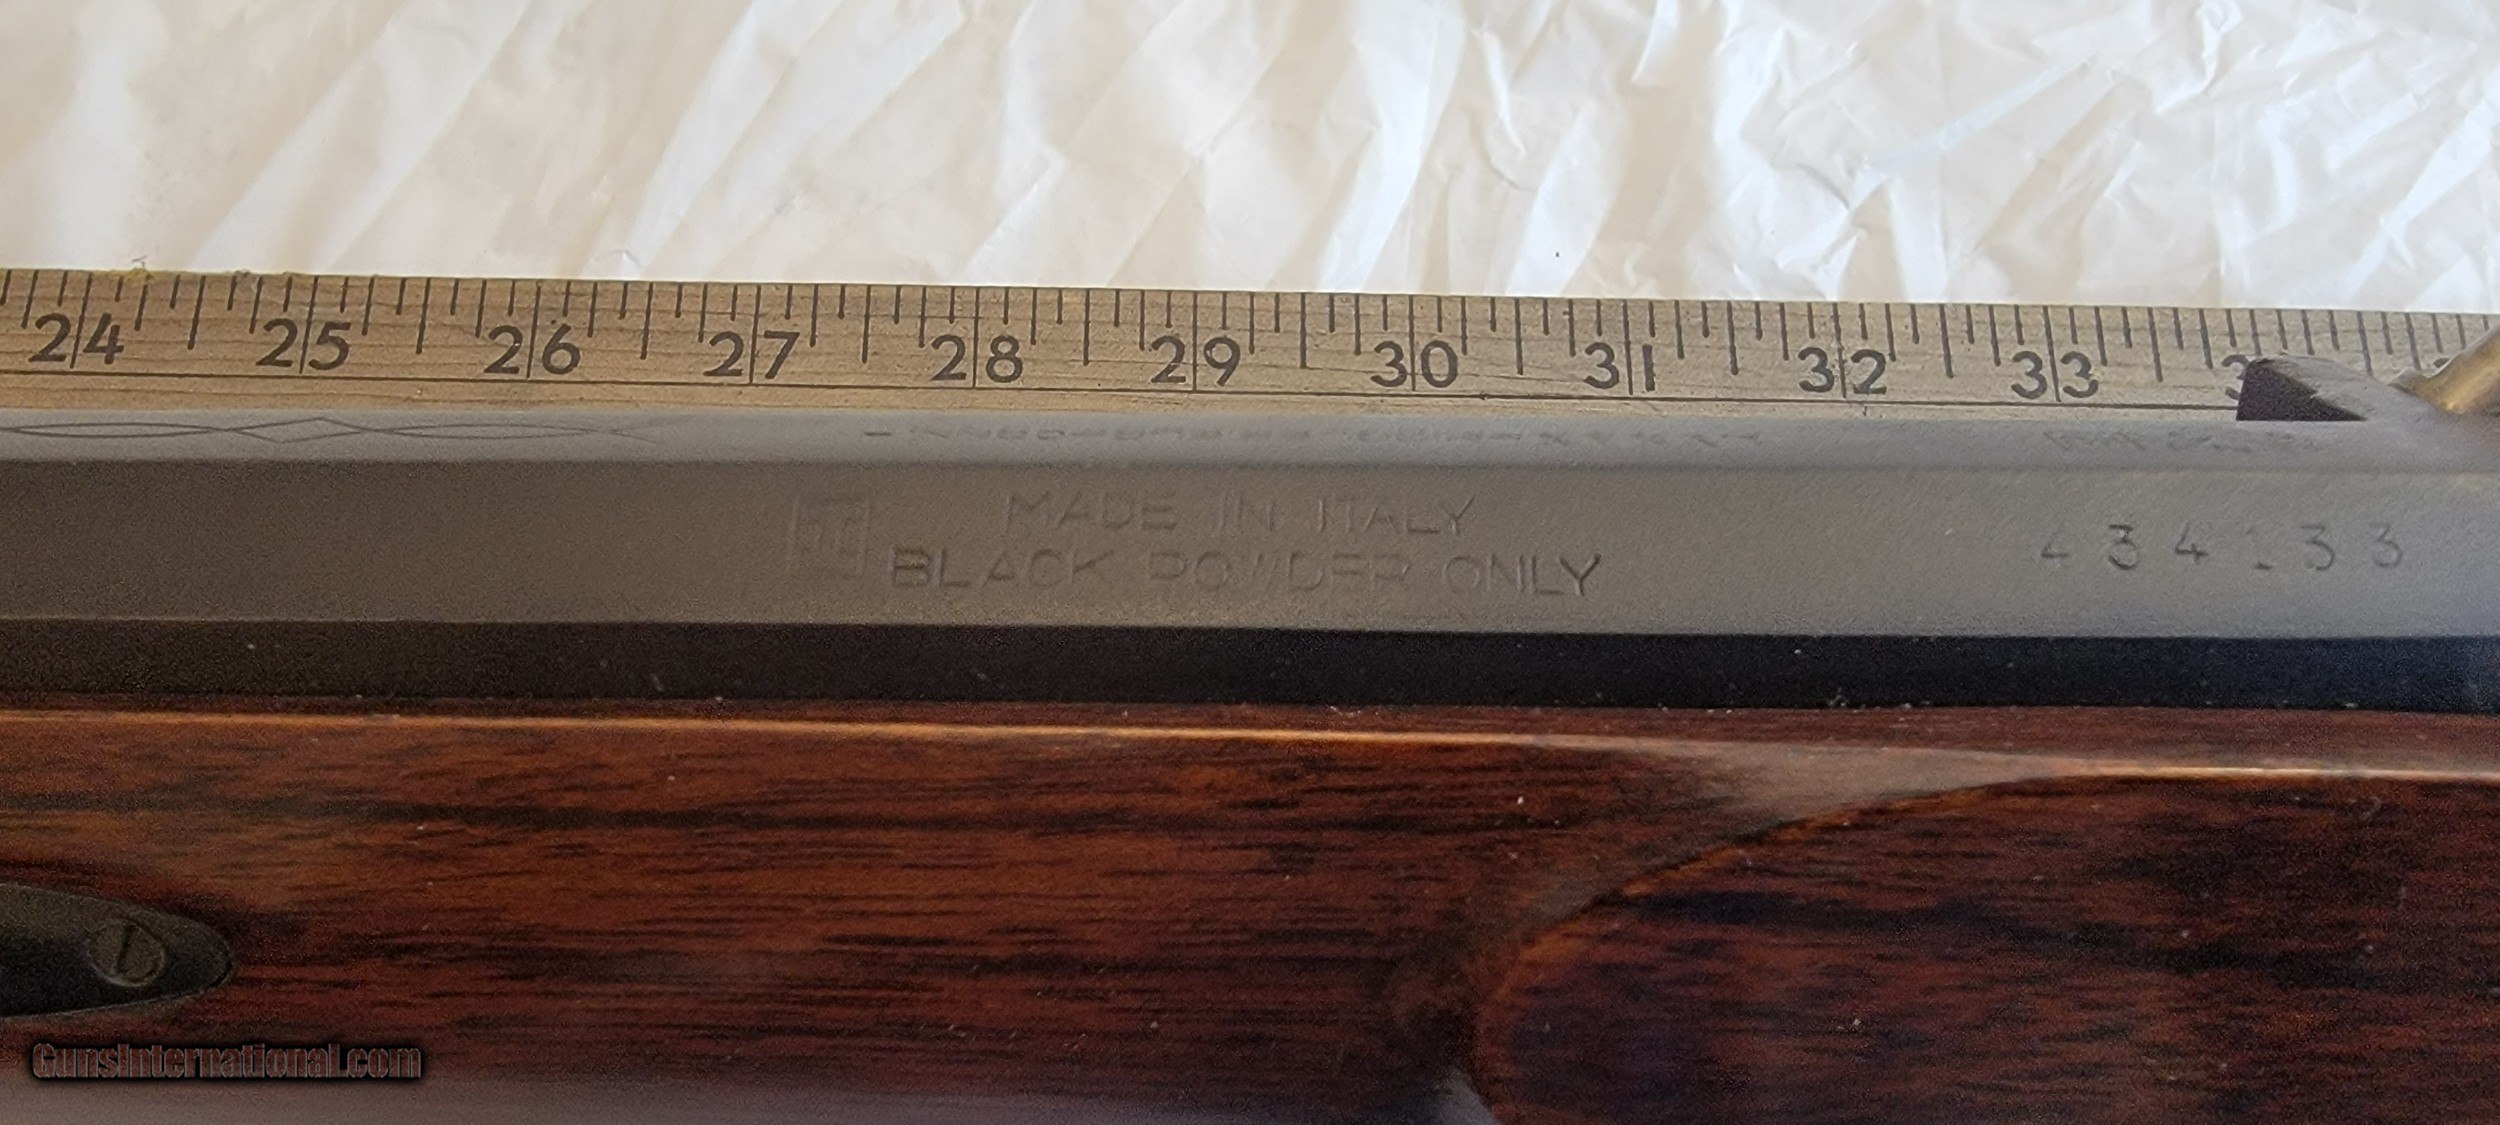 24 25 26 27 28 29 30 31 32 33
MADE IN ITALY
BLACK POWDER ONLY
434133
GunsInternational.com